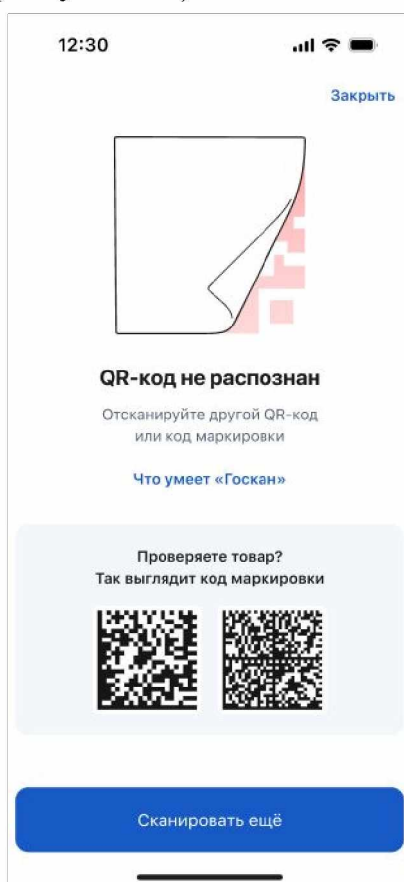 12:30
Закрыть
QR-код не распознан
Отсканируйте другой QR-код
или код маркировки
Что умеет «Госкан»
Проверяете товар?
Так выглядит код маркировки
Сканировать ещё